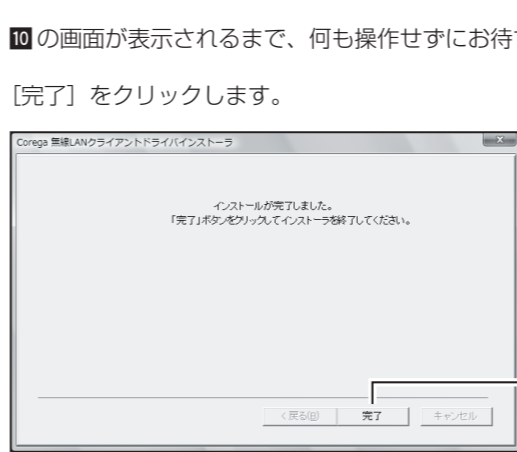 10 の画面が表示されるまで、何も操作せずにお待
［完了］をクリックします。
Corega 無線LANクライアントドライバインストーラ
インストールが完了しました。
「完了」ボタンをクリックしてインストーラを終了してください。
< 戻る(B)
完了
キャンセル